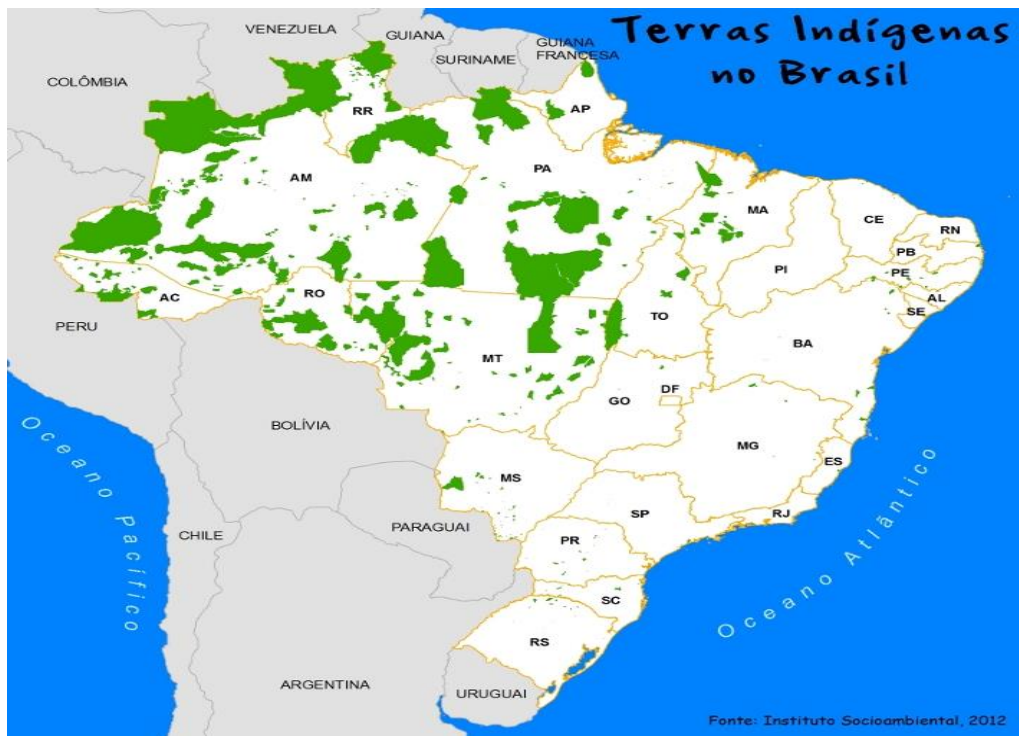 Terras Indígenas
no Brasil
VENEZUELA
GUIANA
GUIANA
FRANCESA
SURINAME
COLÔMBIA
RR
AP
AM
PA
MA
CE
RN
PB
PI
PE
AL
SE
AC
RO
TO
PERU
BA
MT
DF
GO
BOLÍVIA
MG
ES
MS
SP
RJ
PARAGUAI
CHILE
PR
SC
RS
ARGENTINA
URUGUAI
Oceano Pacífico
Oceano Atlântico
Fonte: Instituto Socioambiental, 2012